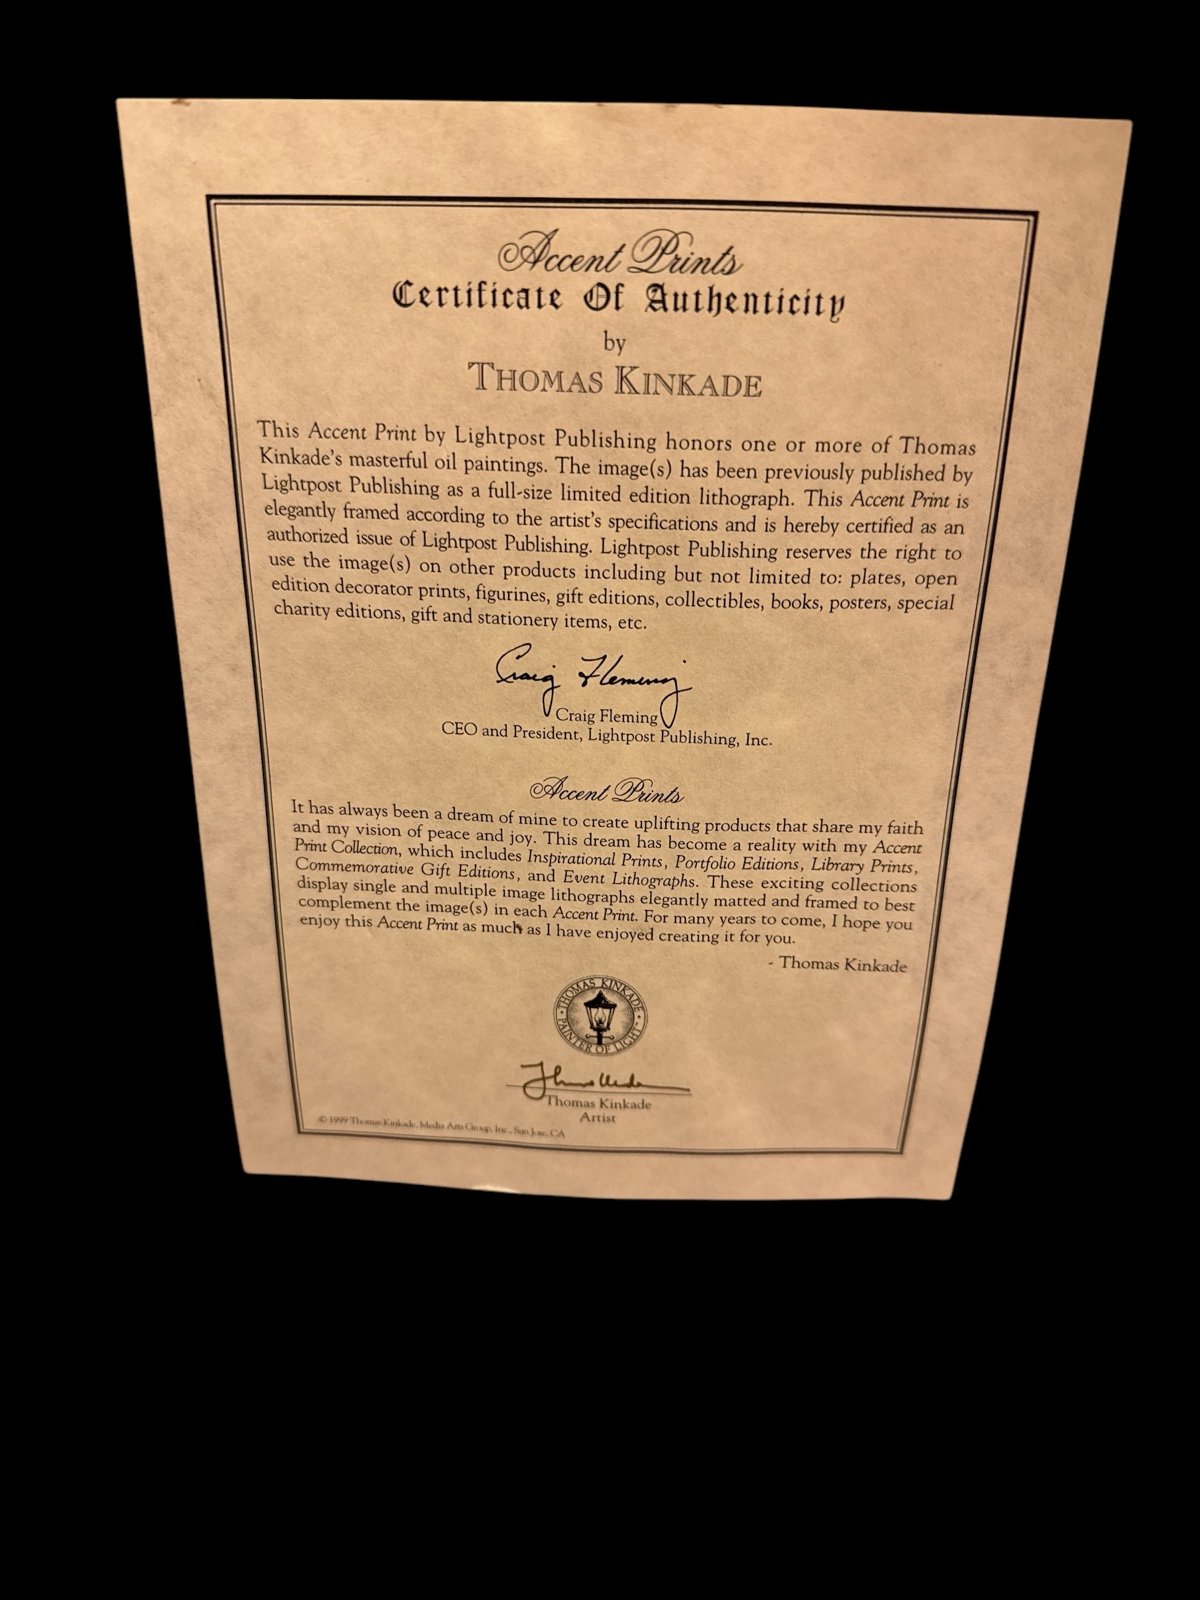 Accent Prints
Certificate Of Authenticity
by
THOMAS KINKADE
This Accent Print by Lightpost Publishing honors one or more of Thomas
Kinkade's masterful oil paintings. The image(s) has been previously published by
Lightpost Publishing as a full-size limited edition lithograph. This Accent Print is
elegantly framed according to the artist's specifications and is hereby certified as an
authorized issue of Lightpost Publishing. Lightpost Publishing reserves the right to
use the image(s) on other products including but not limited to: plates, open
edition decorator prints, figurines, gift editions, collectibles, books, posters, special
charity editions, gift and stationery items, etc.
Craig Fleming
Craig Fleming
CEO and President, Lightpost Publishing, Inc.
Accent Prints
It has always been a dream of mine to create uplifting products that share my faith
and my vision of peace and joy. This dream has become a reality with my Accent
Print Collection, which includes Inspirational Prints, Portfolio Editions, Library Prints,
Commemorative Gift Editions, and Event Lithographs. These exciting collections
display single and multiple image lithographs elegantly matted and framed to best
complement the image(s) in each Accent Print. For many years to come, I hope you
enjoy this Accent Print as much as I have enjoyed creating it for you.
- Thomas Kinkade
• THOMAS KINKADE •
PAINTER OF LIGHT™
Thomas Kinkade
Artist
© 1999 Thomas Kinkade, Media Arts Group, Inc., San Jose, CA